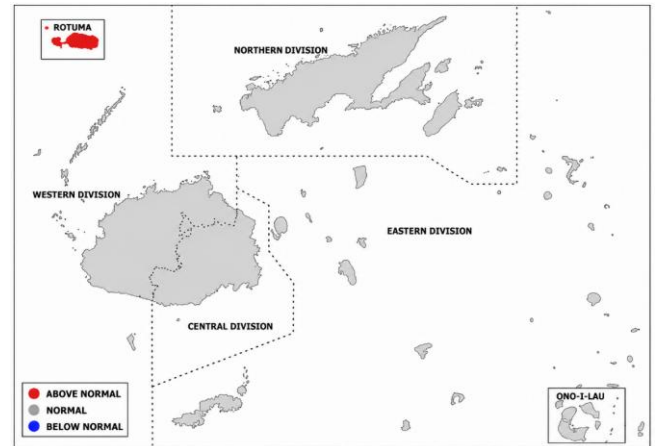 ROTUMA
NORTHERN DIVISION
WESTERN DIVISION
EASTERN DIVISION
CENTRAL DIVISION
ABOVE NORMAL
NORMAL
BELOW NORMAL
ONO-I-LAU